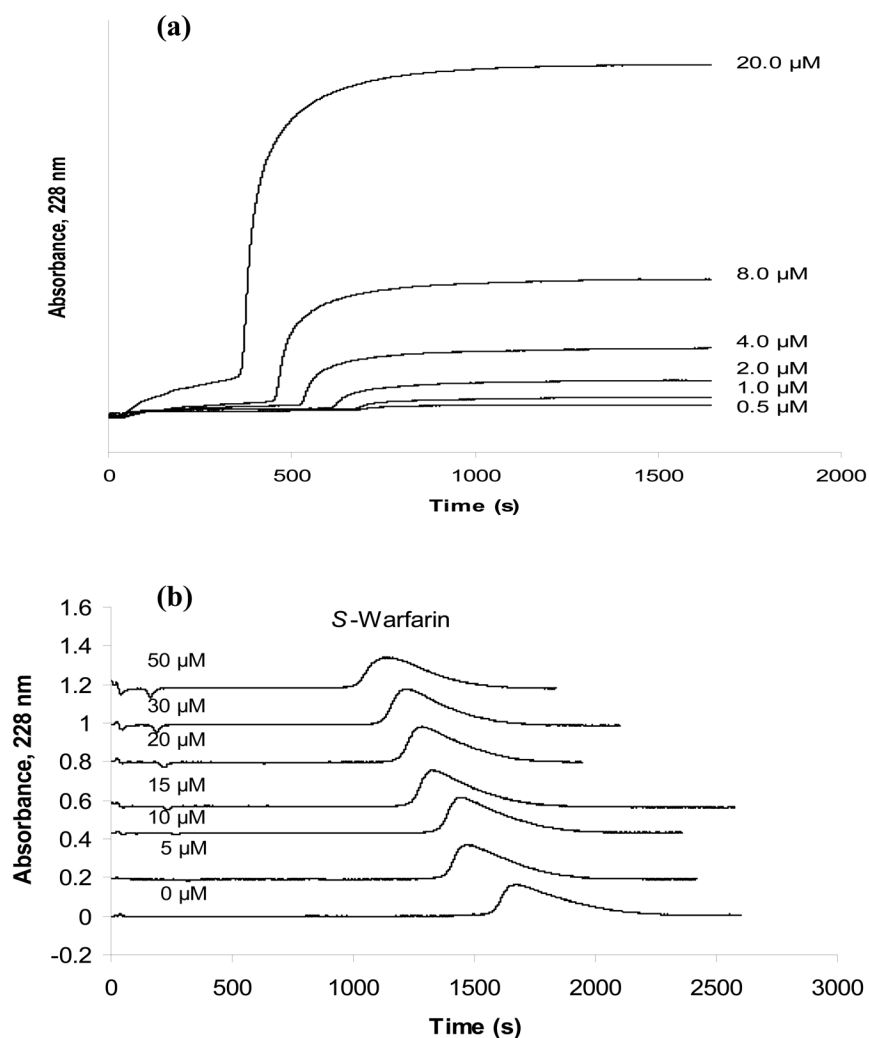 (a)
Absorbance, 228 nm
20.0 µM
8.0 µM
4.0 µM
2.0 µM
1.0 µM
0.5 µM
0 500 1000 1500 2000
Time (s)
(b)
S-Warfarin
Absorbance, 228 nm
1.6
1.4
1.2
1
0.8
0.6
0.4
0.2
0
-0.2
50 µM
30 µM
20 µM
15 µM
10 µM
5 µM
0 µM
0 500 1000 1500 2000 2500 3000
Time (s)